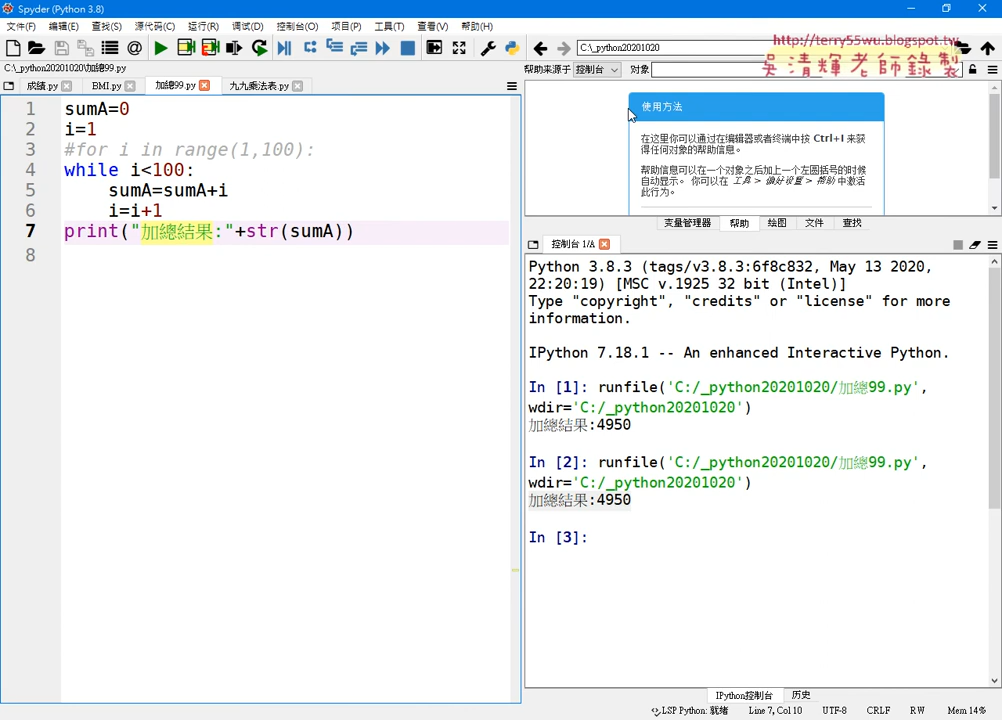 Spyder (Python 3.8)
文件(F) 编辑(E) 查找(S) 源代码(C) 运行(R) 调试(D) 控制台(O) 项目(P) 工具(T) 查看(V) 帮助(H)
C:\_python20201020
http://terry55wu.blogspot.tw
吳清輝老師錄製
C:\_python20201020\加總99.py
帮助来源于 控制台 对象
成绩.py BMI.py 加總99.py 九九乘法表.py
1 sumA=0
2 i=1
3 #for i in range(1,100):
4 while i<100:
5 sumA=sumA+i
6 i=i+1
7 print("加總結果:"+str(sumA))
8
使用方法
在这里你可以通过在编辑器或者终端中按 Ctrl+I 来获
得任何对象的帮助信息。
帮助信息可以在一个对象之后加上一个左圆括号的时候
自动显示。 你可以在 工具 > 偏好设置 > 帮助 中激活
此行为。
变量管理器 帮助 绘图 文件 查找
控制台 1/A
Python 3.8.3 (tags/v3.8.3:6f8c832, May 13 2020,
22:20:19) [MSC v.1925 32 bit (Intel)]
Type "copyright", "credits" or "license" for more
information.
IPython 7.18.1 -- An enhanced Interactive Python.
In [1]: runfile('C:/_python20201020/加總99.py',
wdir='C:/_python20201020')
加總結果:4950
In [2]: runfile('C:/_python20201020/加總99.py',
wdir='C:/_python20201020')
加總結果:4950
In [3]:
IPython控制台 历史
LSP Python: 就绪 Line 7, Col 10 UTF-8 CRLF RW Mem 14%